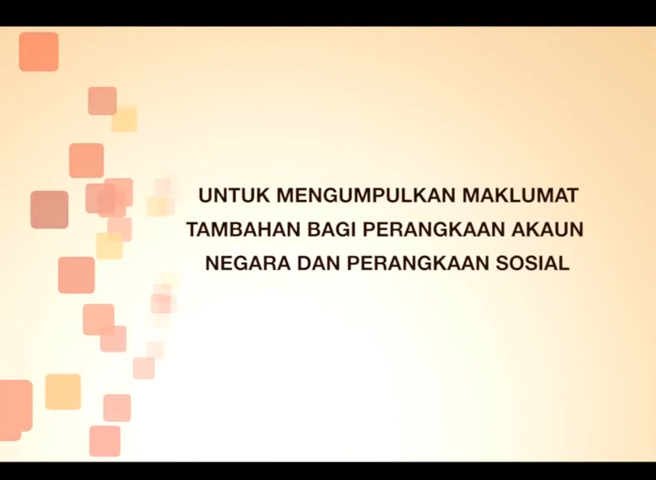 UNTUK MENGUMPULKAN MAKLUMAT
TAMBAHAN BAGI PERANGKAAN AKAUN
NEGARA DAN PERANGKAAN SOSIAL